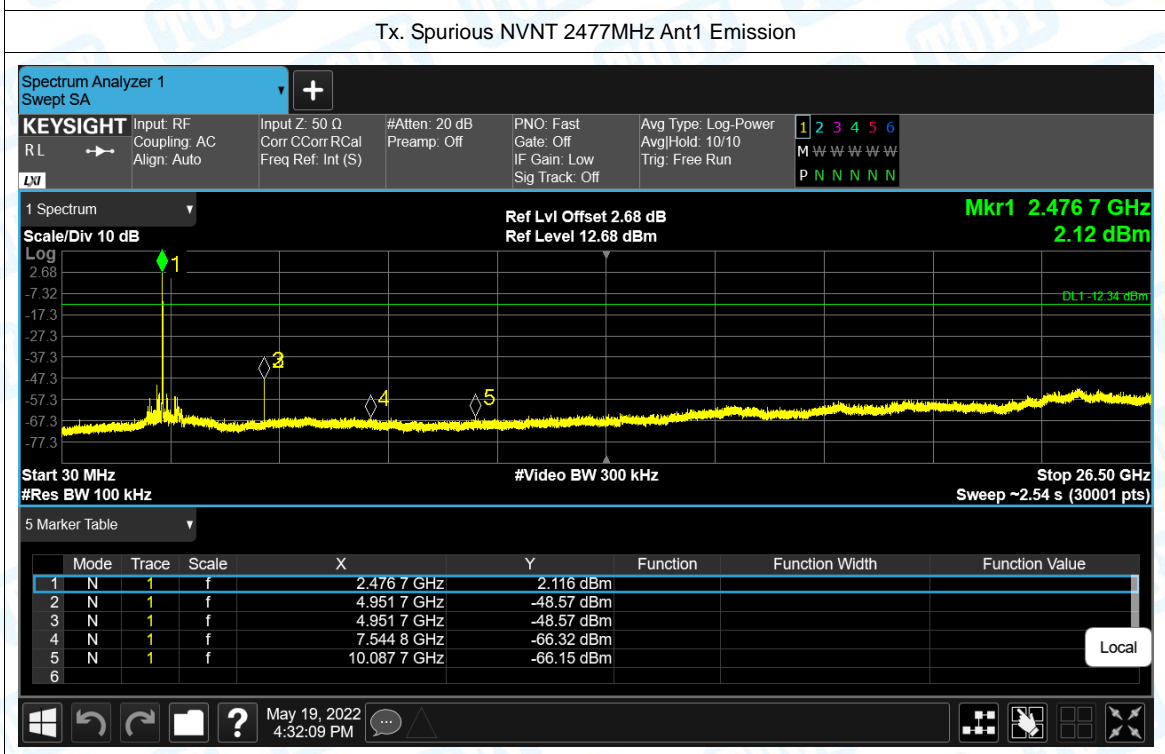 Tx. Spurious NVNT 2477MHz Ant1 Emission
Spectrum Analyzer 1
Swept SA
+
KEYSIGHT
R L
LXI
Input: RF
Coupling: AC
Align: Auto
Input Z: 50 Ω
Corr CCorr RCal
Freq Ref: Int (S)
#Atten: 20 dB
Preamp: Off
PNO: Fast
Gate: Off
IF Gain: Low
Sig Track: Off
Avg Type: Log-Power
Avg|Hold: 10/10
Trig: Free Run
1 2 3 4 5 6
M W W W W W
P N N N N N
1 Spectrum
Scale/Div 10 dB
Ref Lvl Offset 2.68 dB
Ref Level 12.68 dBm
Mkr1 2.476 7 GHz
2.12 dBm
Log
2.68
-7.32
-17.3
-27.3
-37.3
-47.3
-57.3
-67.3
-77.3
1
DL1 -12.34 dBm
3
4
5
Start 30 MHz
#Res BW 100 kHz
#Video BW 300 kHz
Stop 26.50 GHz
Sweep ~2.54 s (30001 pts)
5 Marker Table
Mode Trace Scale X Y Function Function Width Function Value
1 N 1 f 2.476 7 GHz 2.116 dBm
2 N 1 f 4.951 7 GHz -48.57 dBm
3 N 1 f 4.951 7 GHz -48.57 dBm
4 N 1 f 7.544 8 GHz -66.32 dBm
5 N 1 f 10.087 7 GHz -66.15 dBm
6
Local
?
May 19, 2022
4:32:09 PM
TOBY